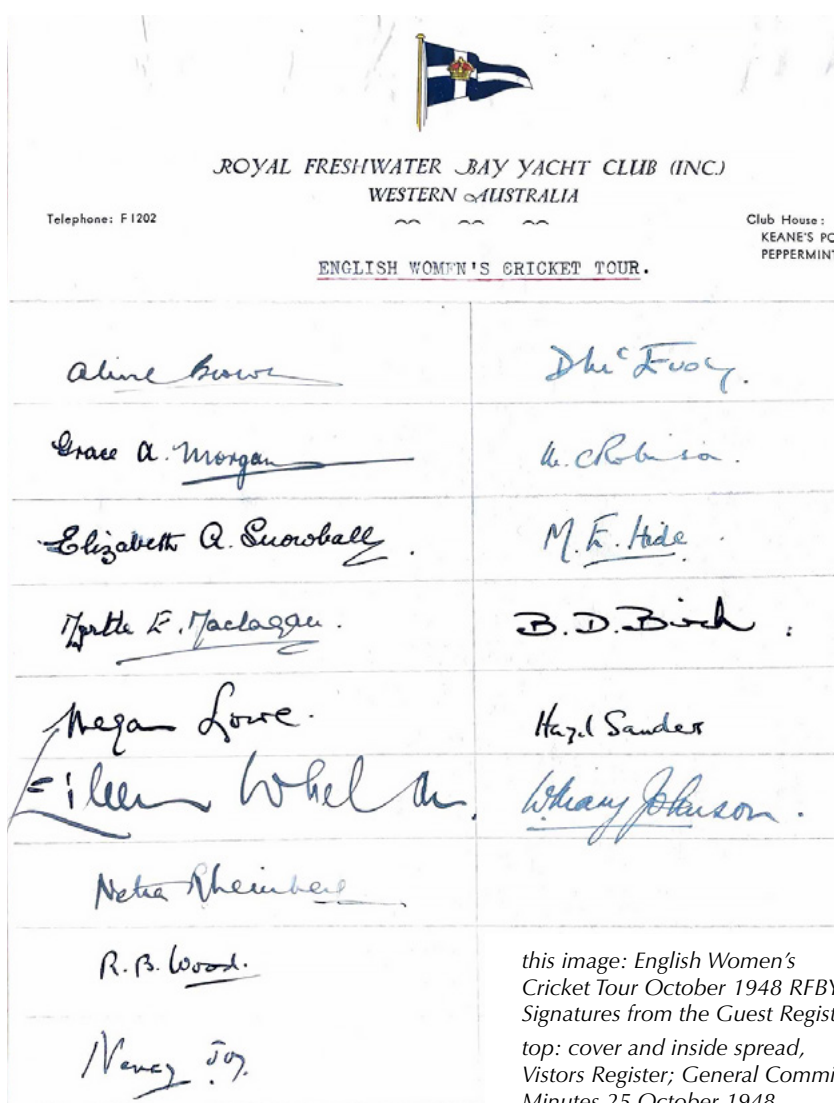 ROYAL FRESHWATER BAY YACHT CLUB (INC.)
WESTERN AUSTRALIA
Telephone: F1202
Club House:
KEANE'S PO
PEPPERMINT
ENGLISH WOMEN'S CRICKET TOUR.
Aline Brown
Grace A. Morgan
Elizabeth A. Snowball.
Myrtle E. Maclagan.
Megan Lowe.
Eileen Whelan.
Netta Rheinberg
R.B. Wood.
Nancy Joy.
D McEvoy.
M.C Robinson.
M.E. Hide.
B.D. Birch.
Hazel Sanders
Johnson.
this image: English Women's
Cricket Tour October 1948 RFBY
Signatures from the Guest Regist
top: cover and inside spread,
Vistors Register; General Commi
Minutes 25 October 1948